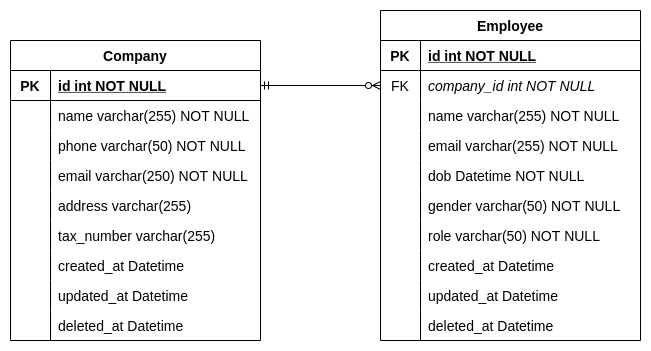 Company
PK id int NOT NULL
name varchar(255) NOT NULL
phone varchar(50) NOT NULL
email varchar(250) NOT NULL
address varchar(255)
tax_number varchar(255)
created_at Datetime
updated_at Datetime
deleted_at Datetime
Employee
PK id int NOT NULL
FK company_id int NOT NULL
name varchar(255) NOT NULL
email varchar(255) NOT NULL
dob Datetime NOT NULL
gender varchar(50) NOT NULL
role varchar(50) NOT NULL
created_at Datetime
updated_at Datetime
deleted_at Datetime